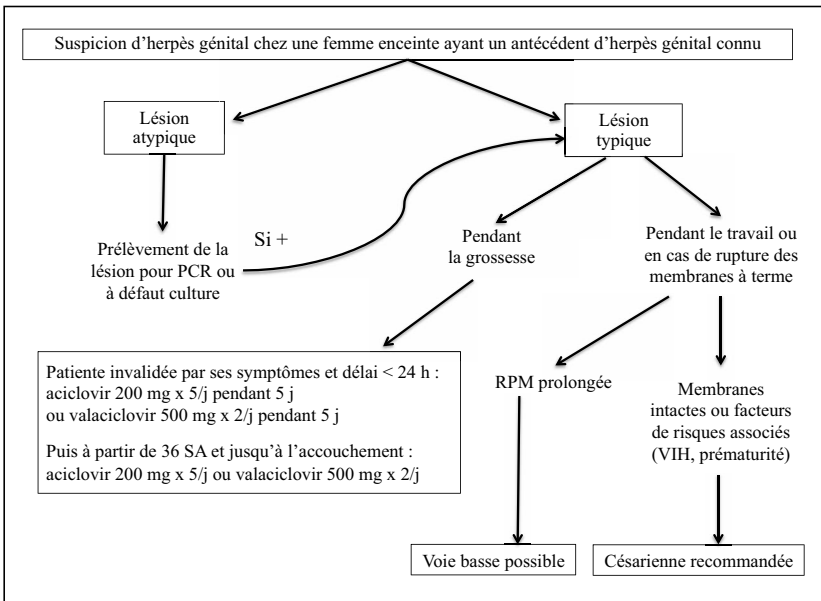 Suspicion d'herpès génital chez une femme enceinte ayant un antécédent d'herpès génital connu
Lésion
atypique
Lésion
typique
Si +
Prélèvement de la
lésion pour PCR ou
à défaut culture
Pendant
la grossesse
Pendant le travail ou
en cas de rupture des
membranes à terme
Patiente invalidée par ses symptômes et délai < 24 h :
aciclovir 200 mg x 5/j pendant 5 j
ou valaciclovir 500 mg x 2/j pendant 5 j
Puis à partir de 36 SA et jusqu'à l'accouchement :
aciclovir 200 mg x 5/j ou valaciclovir 500 mg x 2/j
RPM prolongée
Membranes
intactes ou facteurs
de risques associés
(VIH, prématurité)
Voie basse possible
Césarienne recommandée